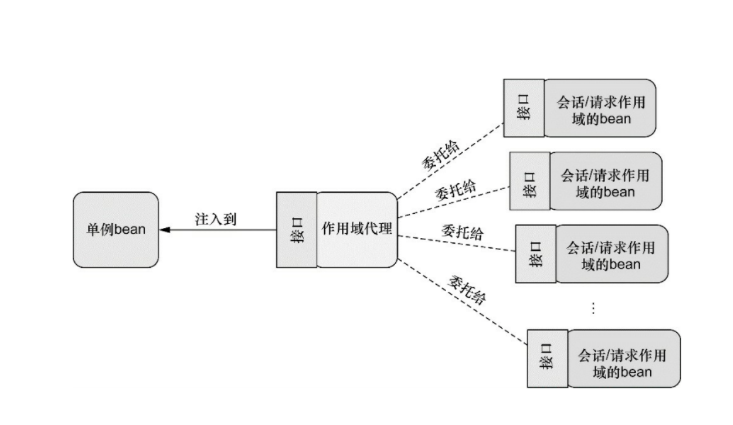 单例bean
注入到
接口
作用域代理
委托给
接口
会话/请求作用
域的bean
委托给
接口
会话/请求作用
域的bean
委托给
接口
会话/请求作用
域的bean
⋮
委托给
接口
会话/请求作用
域的bean